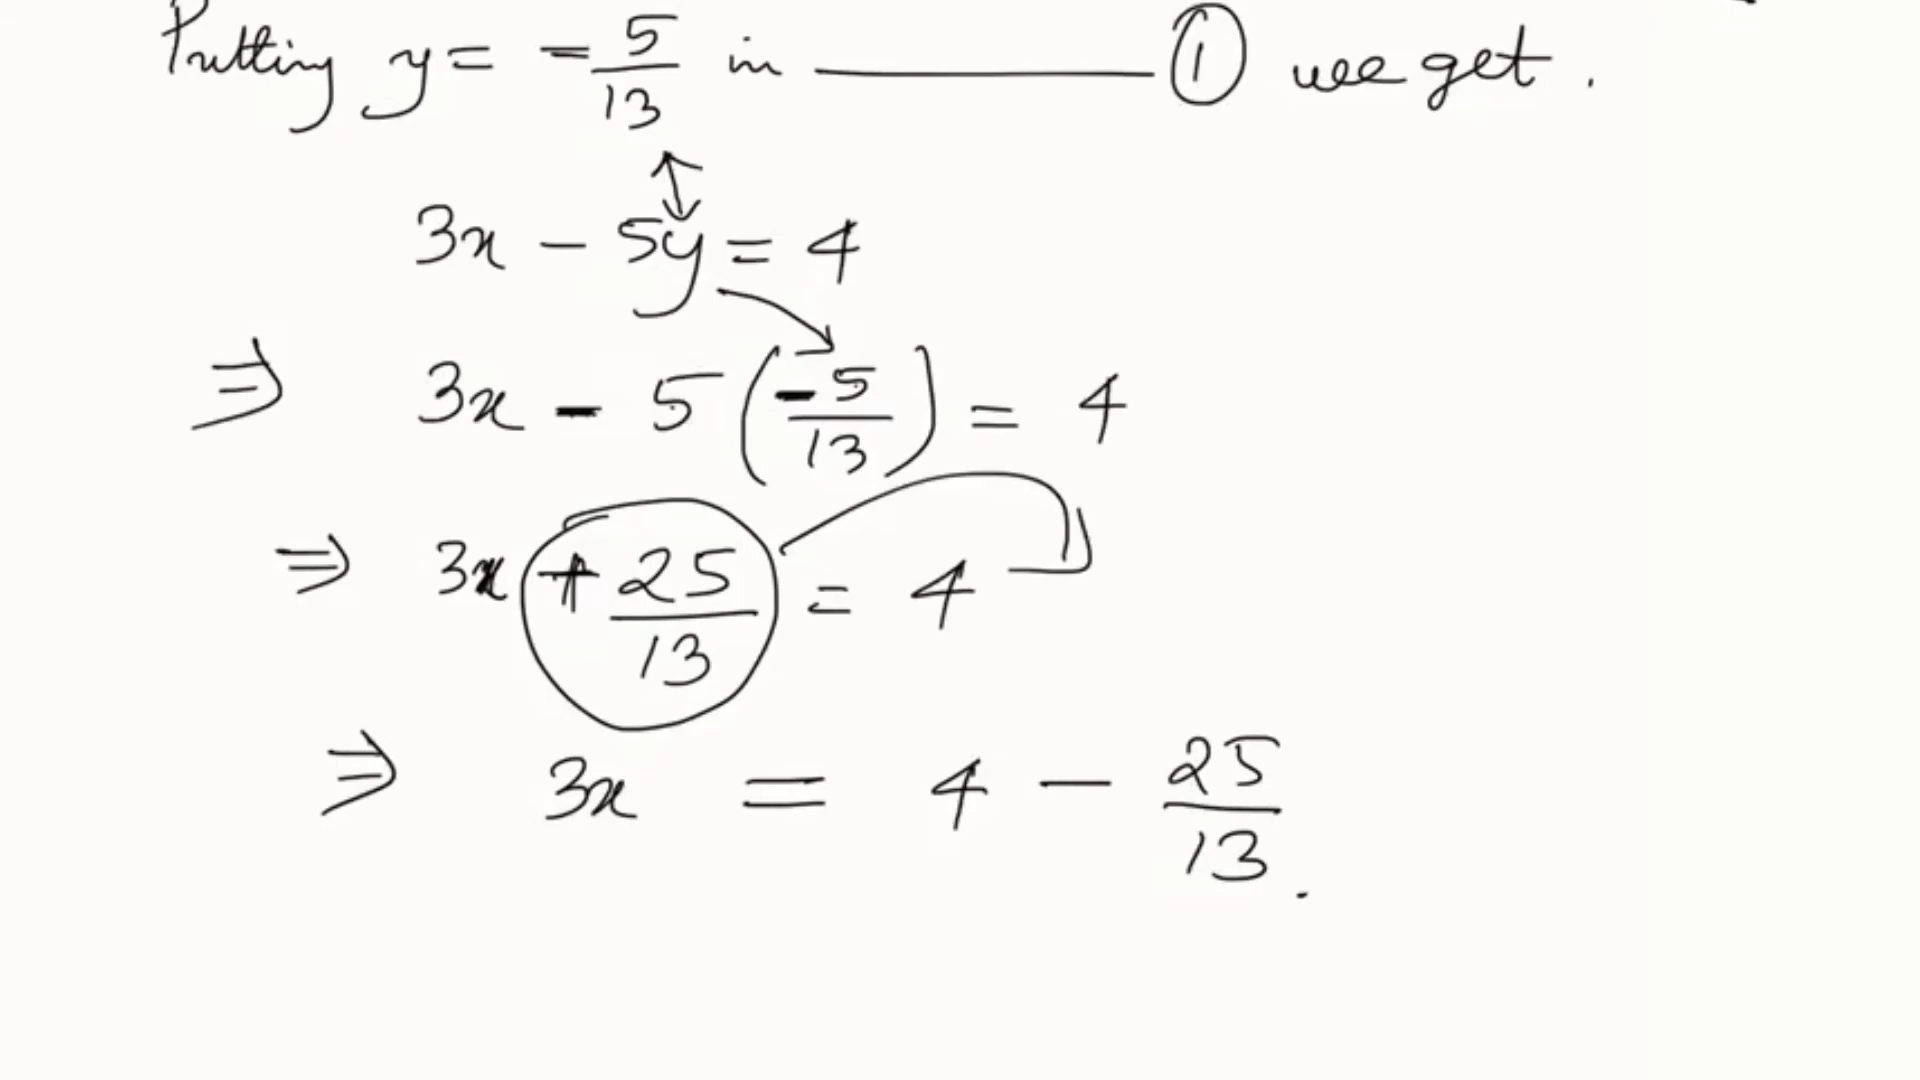 Putting y = - 5/13 in ——— ① we get .
3x - 5y = 4
⇒ 3x - 5 (-5/13) = 4
⇒ 3x + 25/13 = 4
⇒ 3x = 4 - 25/13 .